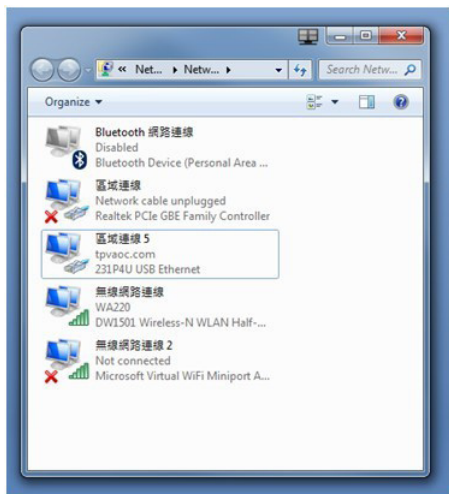 « Net... ▸ Netw... ▸
Search Netw...
Organize ▾
Bluetooth 網路連線
Disabled
Bluetooth Device (Personal Area ...
區域連線
Network cable unplugged
Realtek PCIe GBE Family Controller
區域連線 5
tpvaoc.com
231P4U USB Ethernet
無線網路連線
WA220
DW1501 Wireless-N WLAN Half-...
無線網路連線 2
Not connected
Microsoft Virtual WiFi Miniport A...